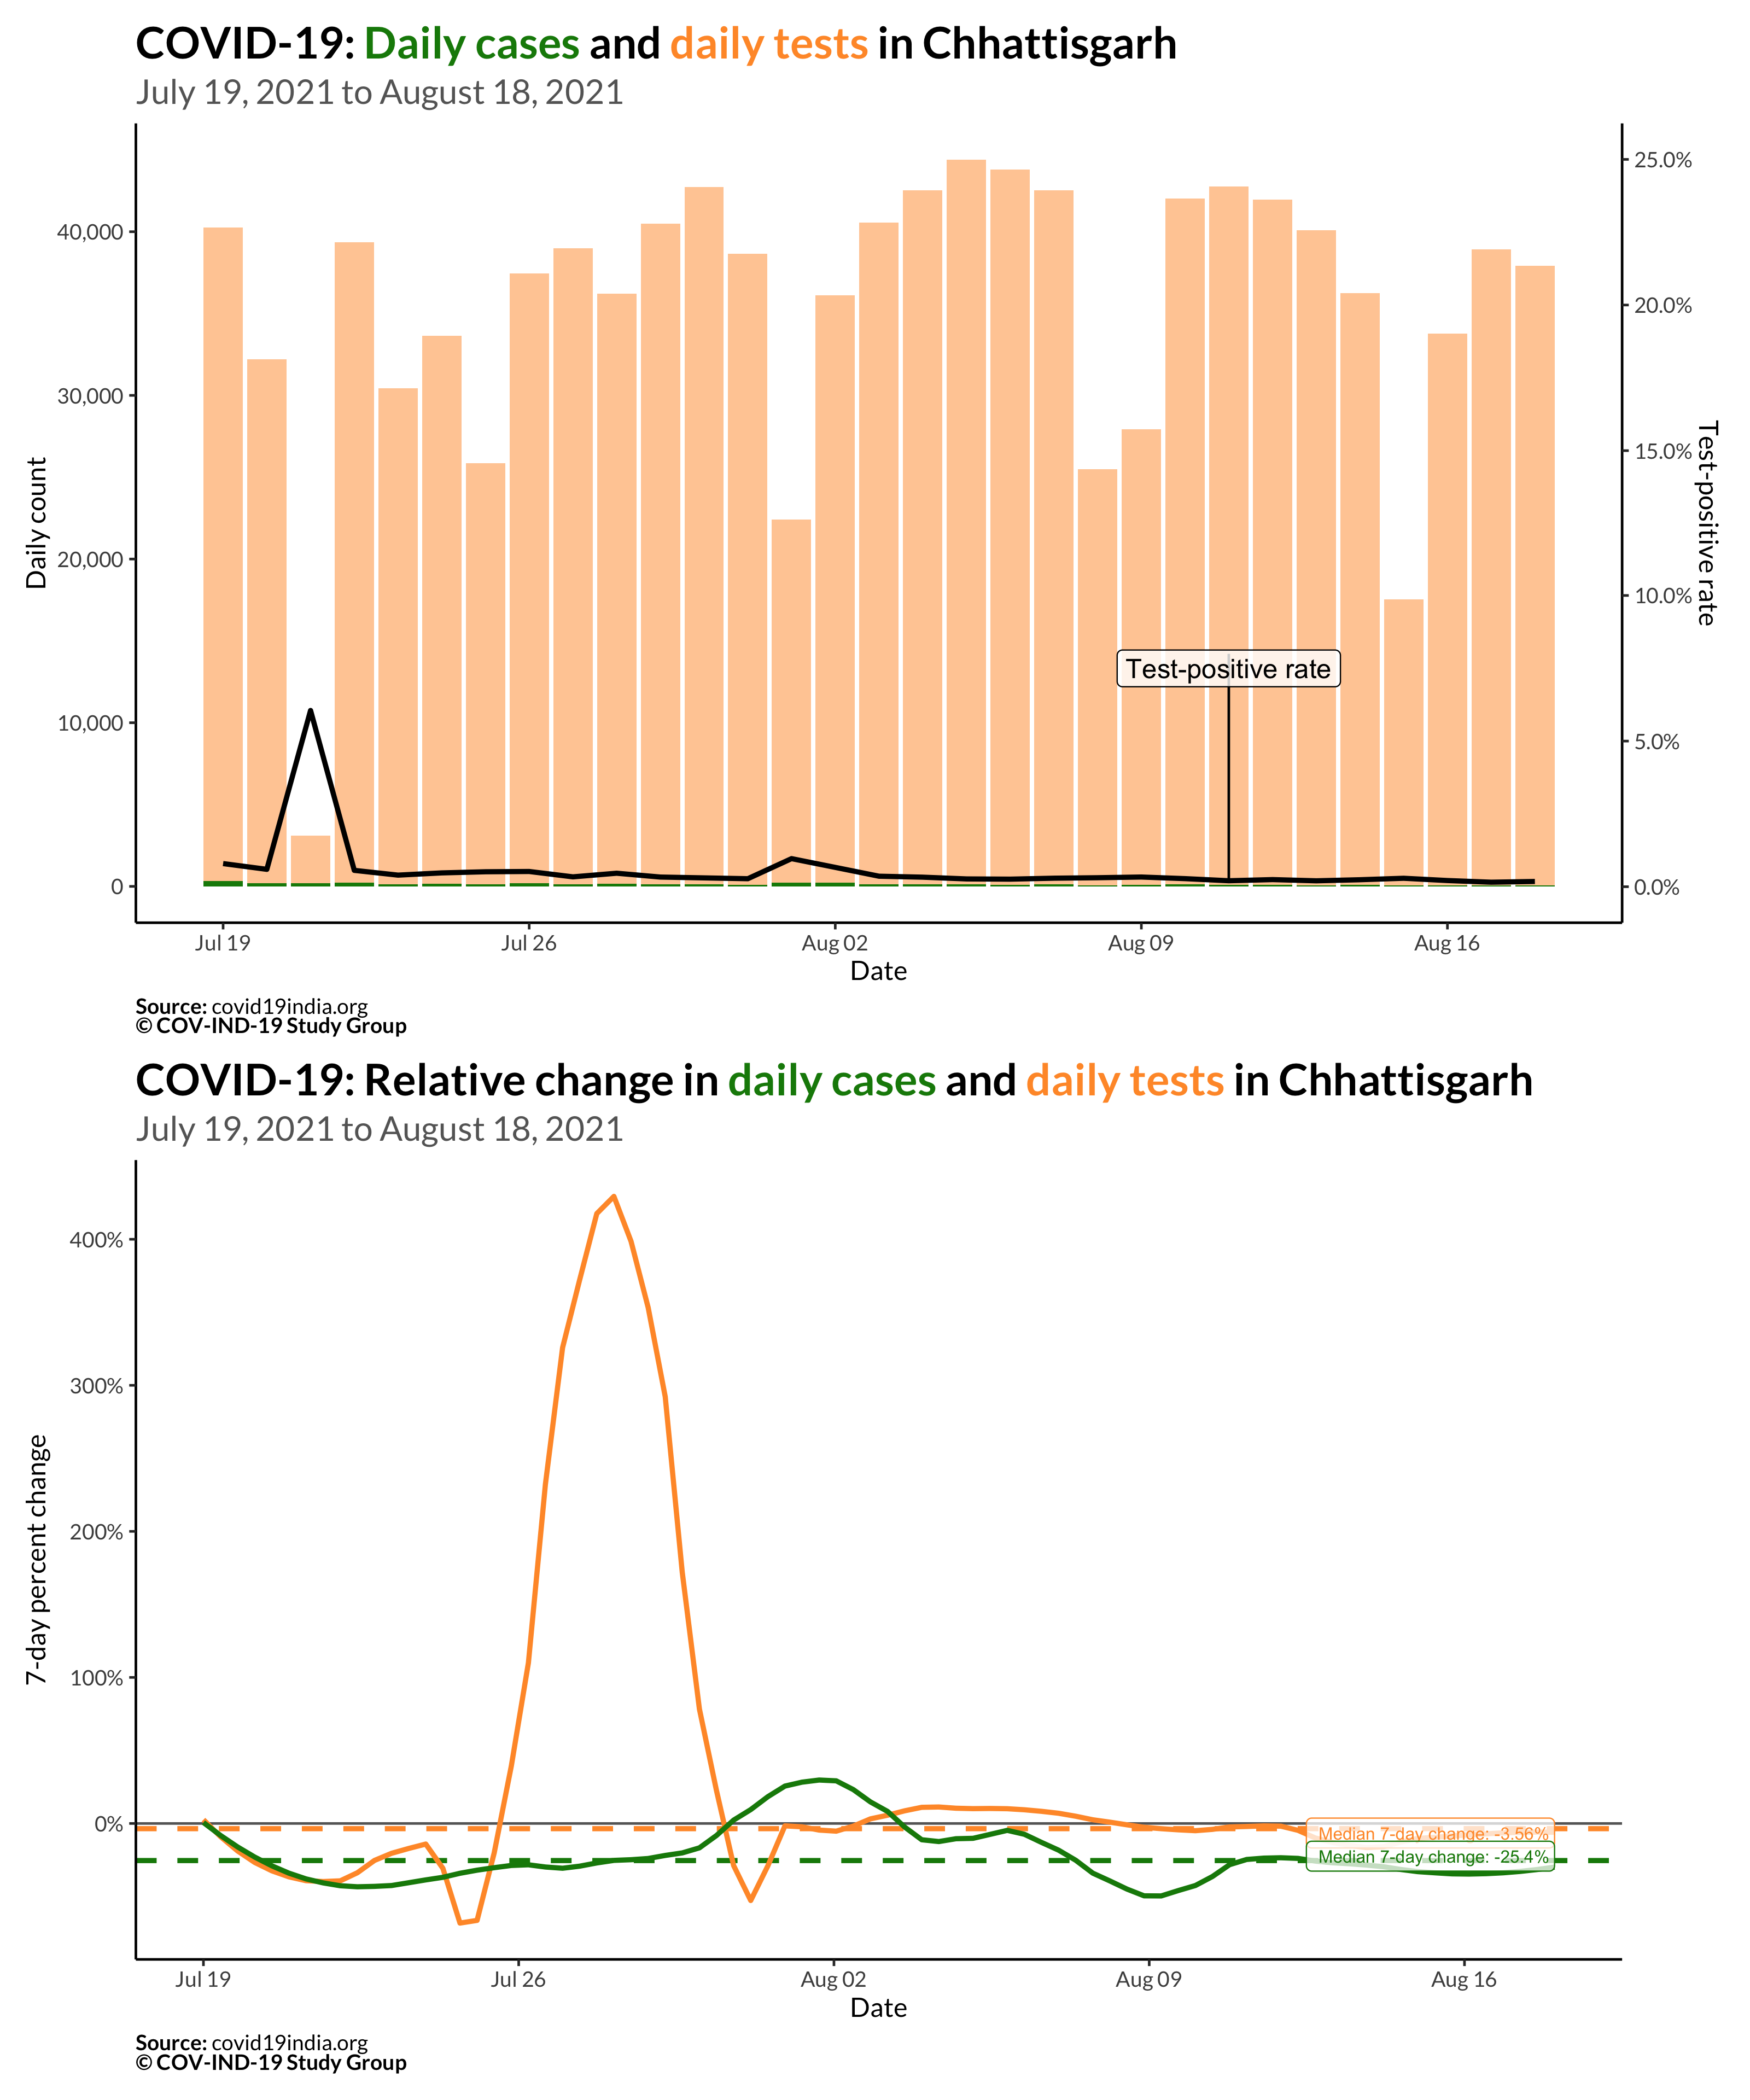 COVID-19: Daily cases and daily tests in Chhattisgarh
July 19, 2021 to August 18, 2021
Daily count
40,000
30,000
20,000
10,000
0
25.0%
20.0%
15.0%
10.0%
5.0%
0.0%
Test-positive rate
Test-positive rate
Jul 19
Jul 26
Aug 02
Aug 09
Aug 16
Date
Source: covid19india.org
© COV-IND-19 Study Group
COVID-19: Relative change in daily cases and daily tests in Chhattisgarh
July 19, 2021 to August 18, 2021
7-day percent change
400%
300%
200%
100%
0%
Median 7-day change: -3.56%
Median 7-day change: -25.4%
Jul 19
Jul 26
Aug 02
Aug 09
Aug 16
Date
Source: covid19india.org
© COV-IND-19 Study Group